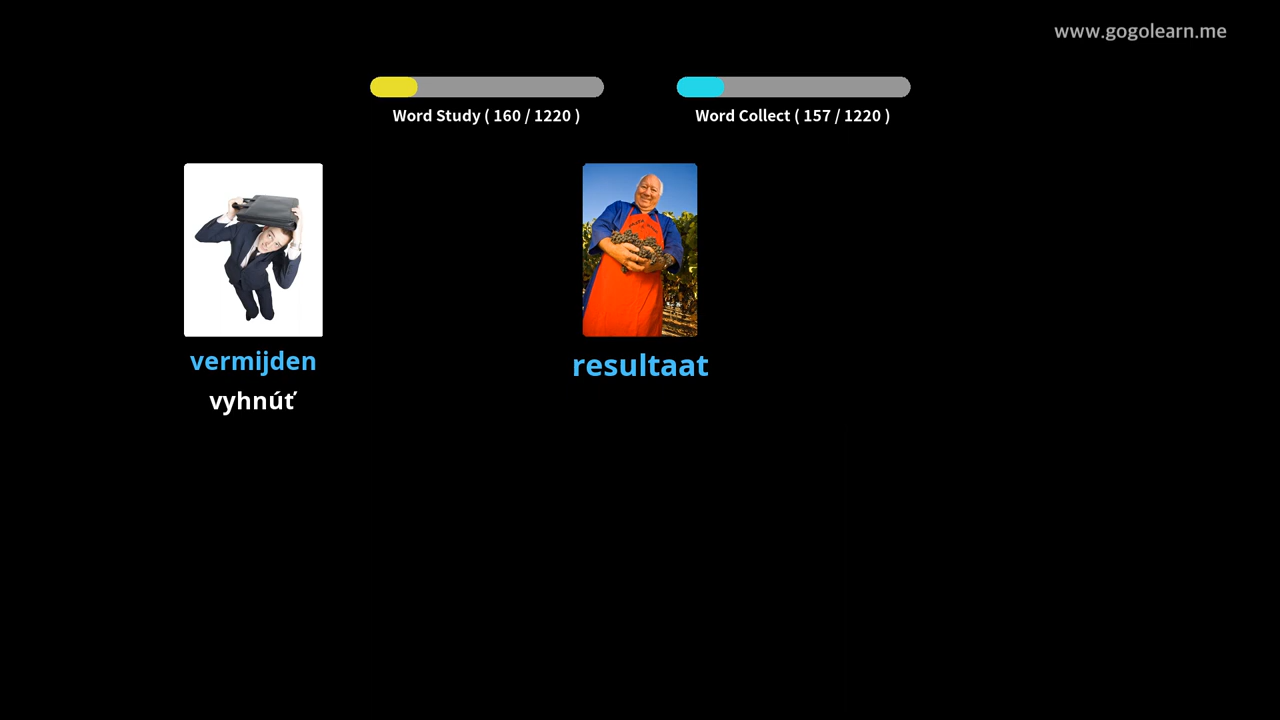 www.gogolearn.me
Word Study ( 160 / 1220 )
Word Collect ( 157 / 1220 )
vermijden
resultaat
vyhnúť